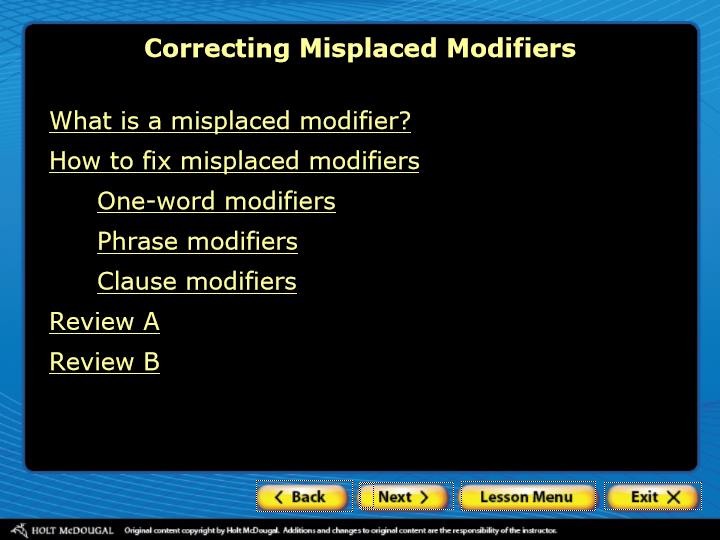 Correcting Misplaced Modifiers
What is a misplaced modifier?
How to fix misplaced modifiers
One-word modifiers
Phrase modifiers
Clause modifiers
Review A
Review B
Back Next Lesson Menu Exit
HOLT McDOUGAL Original content copyright by Holt McDougal. Additions and changes to original content are the responsibility of the instructor.